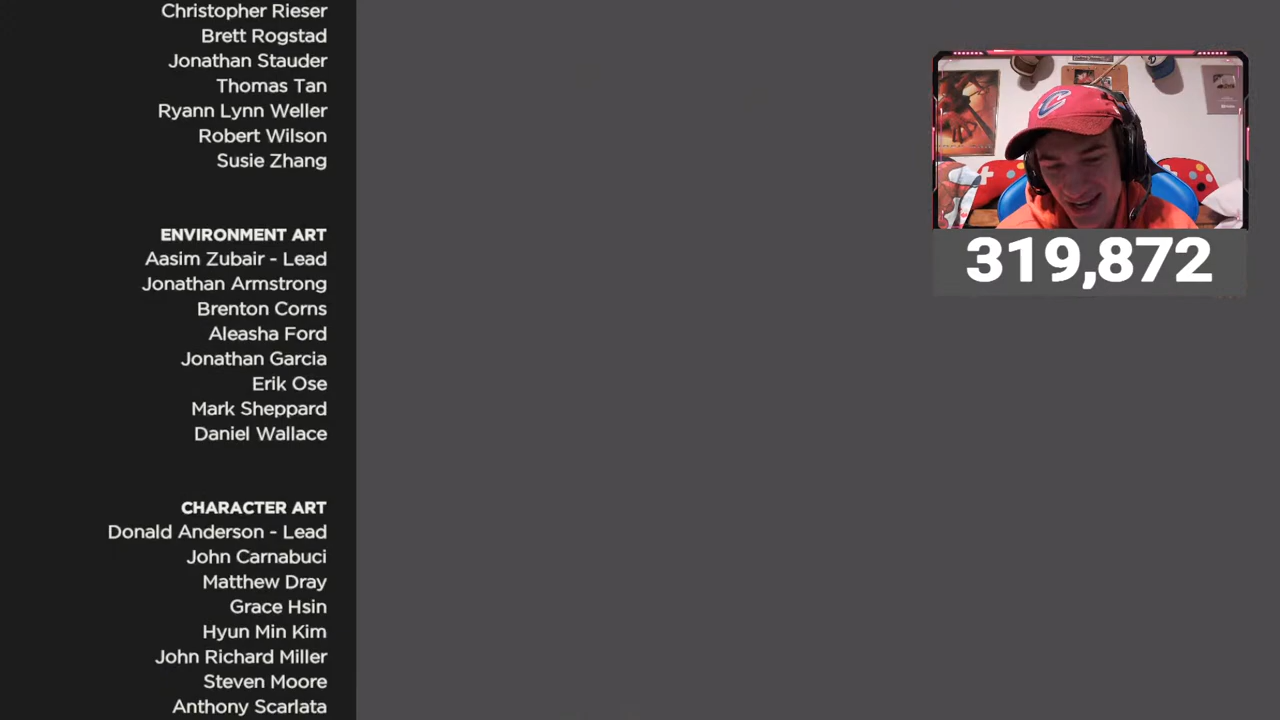 Christopher Rieser
Brett Rogstad
Jonathan Stauder
Thomas Tan
Ryann Lynn Weller
Robert Wilson
Susie Zhang
ENVIRONMENT ART
Aasim Zubair - Lead
Jonathan Armstrong
Brenton Corns
Aleasha Ford
Jonathan Garcia
Erik Ose
Mark Sheppard
Daniel Wallace
CHARACTER ART
Donald Anderson - Lead
John Carnabuci
Matthew Dray
Grace Hsin
Hyun Min Kim
John Richard Miller
Steven Moore
Anthony Scarlata
C
319,872